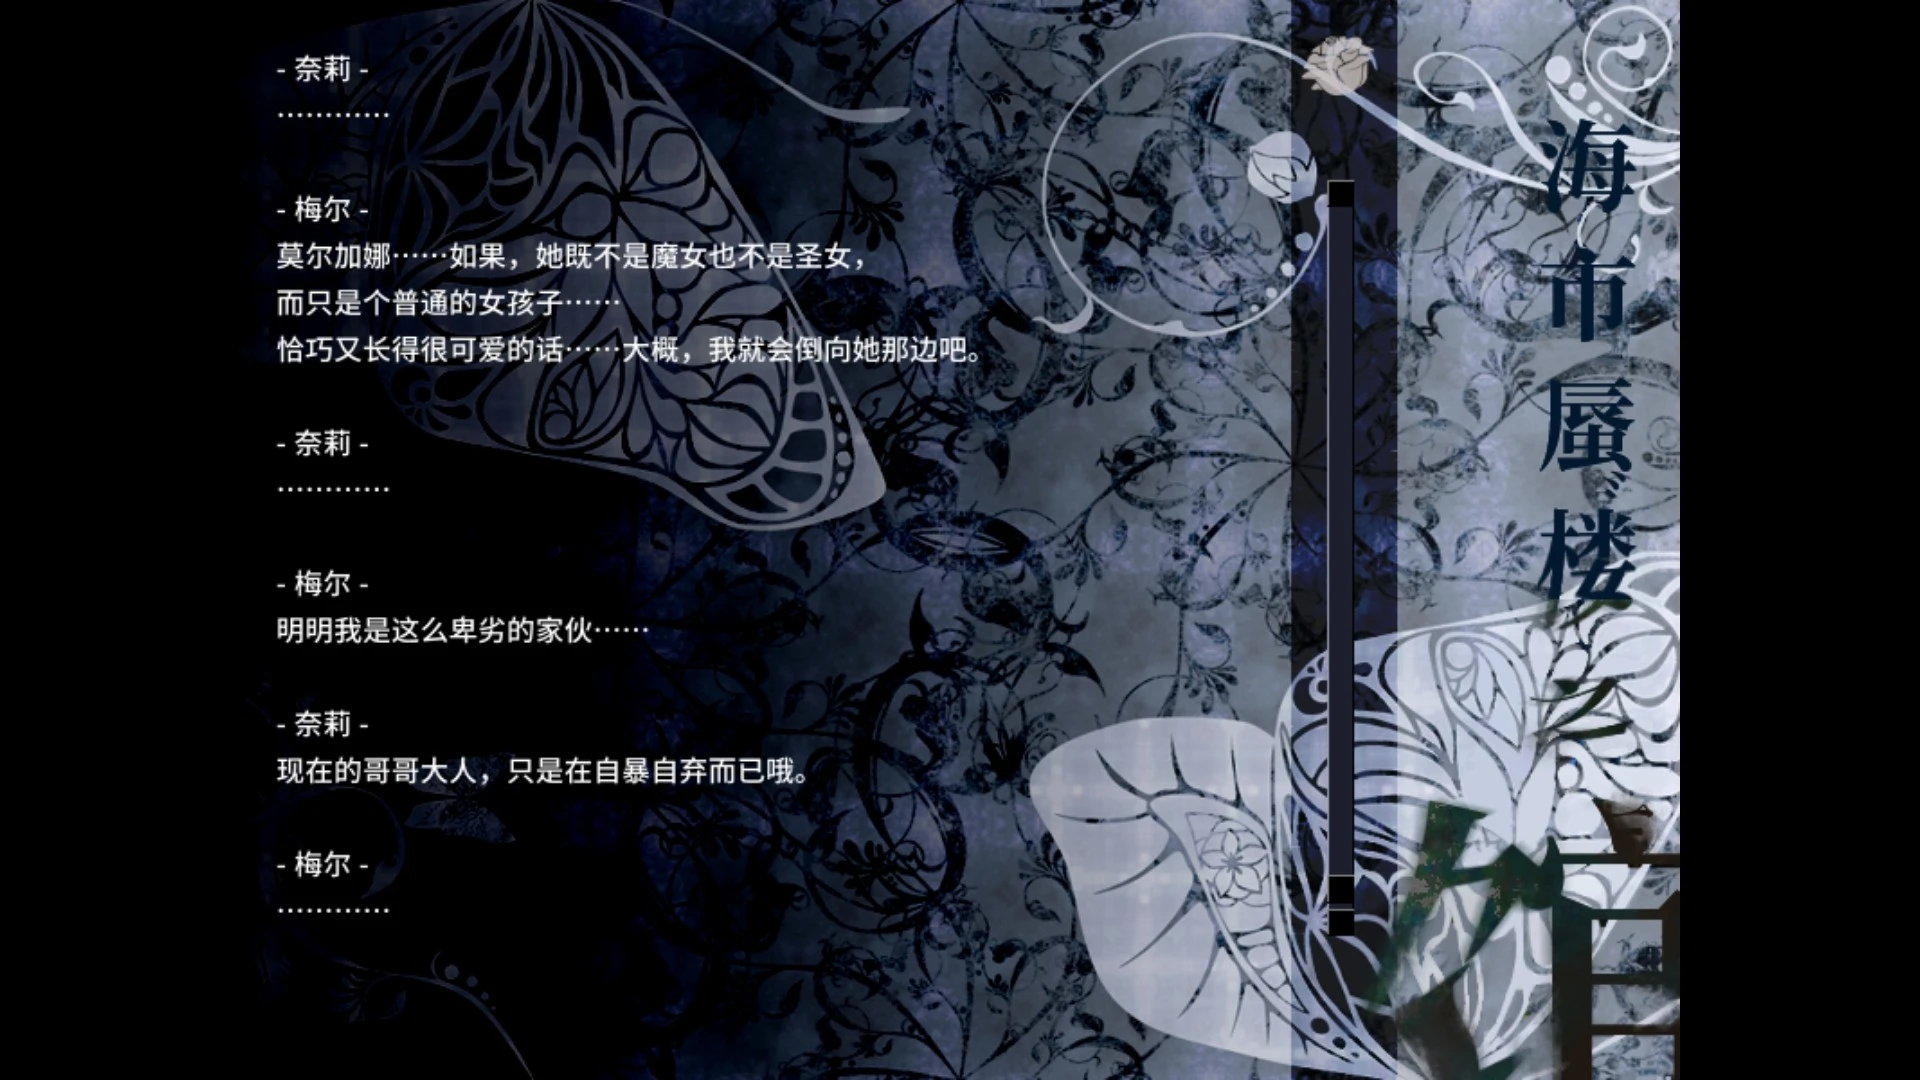 - 奈莉 -
…………
- 梅尔 -
莫尔加娜……如果，她既不是魔女也不是圣女，
而只是个普通的女孩子……
恰巧又长得很可爱的话……大概，我就会倒向她那边吧。
- 奈莉 -
…………
- 梅尔 -
明明我是这么卑劣的家伙……
- 奈莉 -
现在的哥哥大人，只是在自暴自弃而已哦。
- 梅尔 -
…………
海市蜃楼之馆